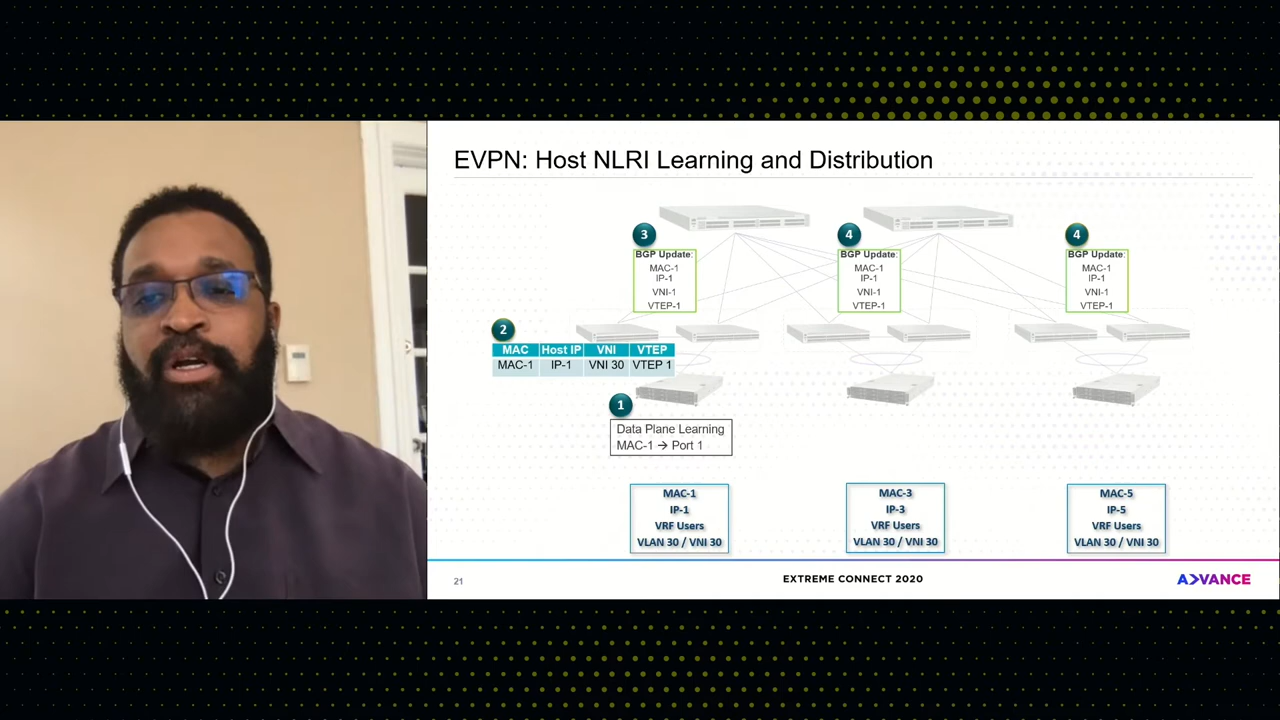 EVPN: Host NLRI Learning and Distribution
3
BGP Update:
MAC-1
IP-1
VNI-1
VTEP-1
4
BGP Update:
MAC-1
IP-1
VNI-1
VTEP-1
4
BGP Update:
MAC-1
IP-1
VNI-1
VTEP-1
2
MAC Host IP VNI VTEP
MAC-1 IP-1 VNI 30 VTEP 1
1
Data Plane Learning
MAC-1 → Port 1
MAC-1
IP-1
VRF Users
VLAN 30 / VNI 30
MAC-3
IP-3
VRF Users
VLAN 30 / VNI 30
MAC-5
IP-5
VRF Users
VLAN 30 / VNI 30
21
EXTREME CONNECT 2020
ADVANCE